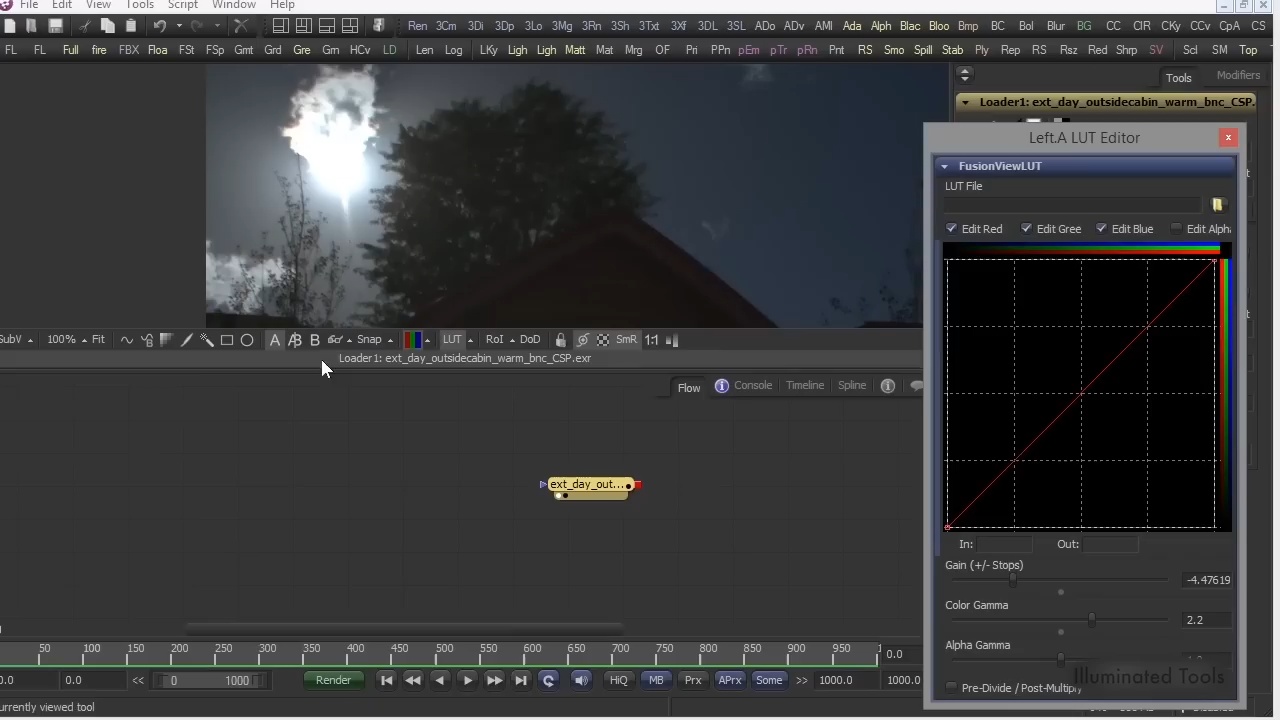 File Edit View Tools Script Window Help
Ren 3Cm 3Di 3Dp 3Lo 3Mg 3Rn 3Sh 3Txt 3Xf 3DL 3SL ADo ADv AMl Ada Alph Blac Bloo Bmp BC Bol Blur BG CC CIR CKy CCv CpA CS
FL FL Full fire FBX Floa FSt FSp Gmt Grd Gre Grn HCv LD Len Log LKy Ligh Ligh Matt Mat Mrg OF Pri PPn pEm pTr pRn Pnt RS Smo Spill Stab Ply Rep RS Rsz Red Shrp SV Scl SM Top
Tools Modifiers
Loader1: ext_day_outsidecabin_warm_bnc_CSP.
Left.A LUT Editor
FusionViewLUT
LUT File
Edit Red Edit Gree Edit Blue Edit Alph
SubV 100% Fit A B Snap LUT RoI DoD SmR 1:1
Loader1: ext_day_outsidecabin_warm_bnc_CSP.exr
Flow Console Timeline Spline
ext_day_out...
In: Out:
Gain (+/- Stops)
-4.47619
Color Gamma
2.2
Alpha Gamma
Pre-Divide / Post-Multiply
Illuminated Tools
50 100 150 200 250 300 350 400 450 500 550 600 650 700 750 800 850 900 950 0.0
0.0 0.0 << 0 1000 Render HiQ MB Prx APrx Some >> 1000.0 1000.0
urrently viewed tool